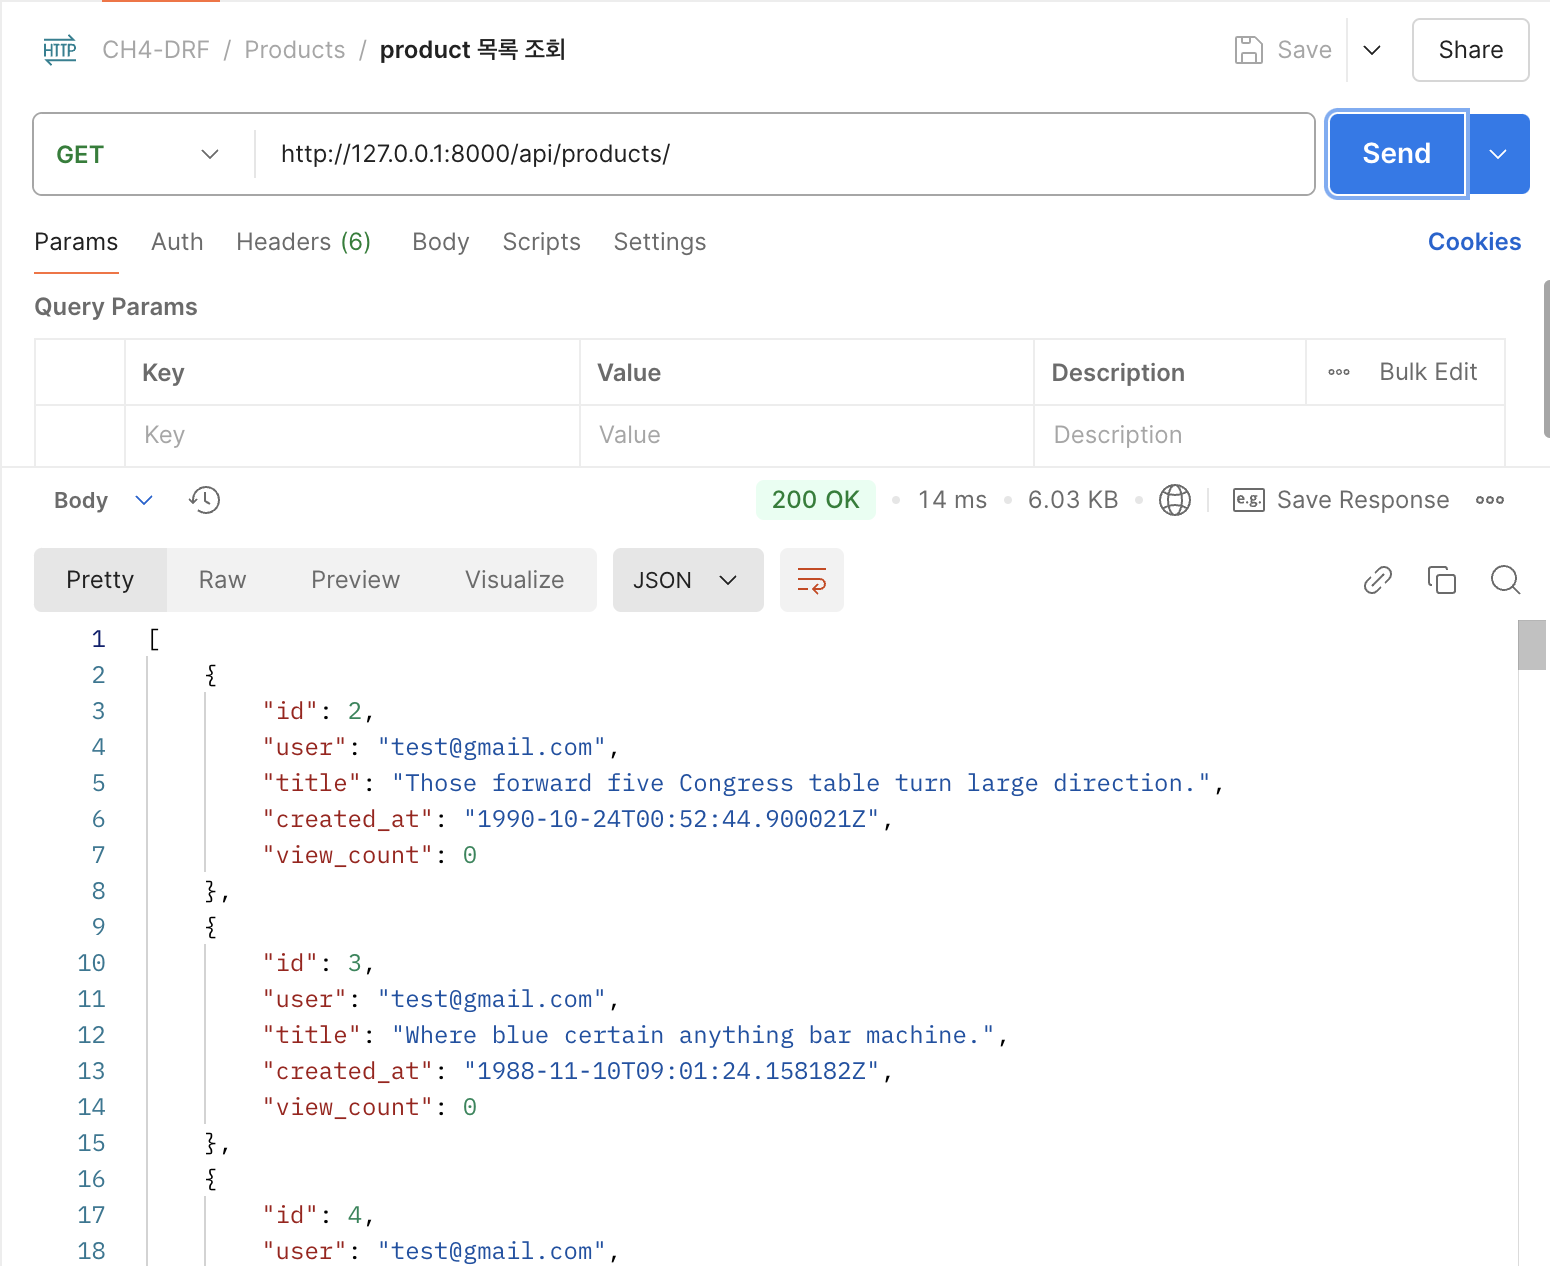 HTTP CH4-DRF / Products / product 목록 조회 Save Share
GET http://127.0.0.1:8000/api/products/ Send
Params Auth Headers (6) Body Scripts Settings Cookies
Query Params
Key Value Description Bulk Edit
Key Value Description
Body 200 OK 14 ms 6.03 KB e.g. Save Response
Pretty Raw Preview Visualize JSON
1 [
2 {
3 "id": 2,
4 "user": "test@gmail.com",
5 "title": "Those forward five Congress table turn large direction.",
6 "created_at": "1990-10-24T00:52:44.900021Z",
7 "view_count": 0
8 },
9 {
10 "id": 3,
11 "user": "test@gmail.com",
12 "title": "Where blue certain anything bar machine.",
13 "created_at": "1988-11-10T09:01:24.158182Z",
14 "view_count": 0
15 },
16 {
17 "id": 4,
18 "user": "test@gmail.com",